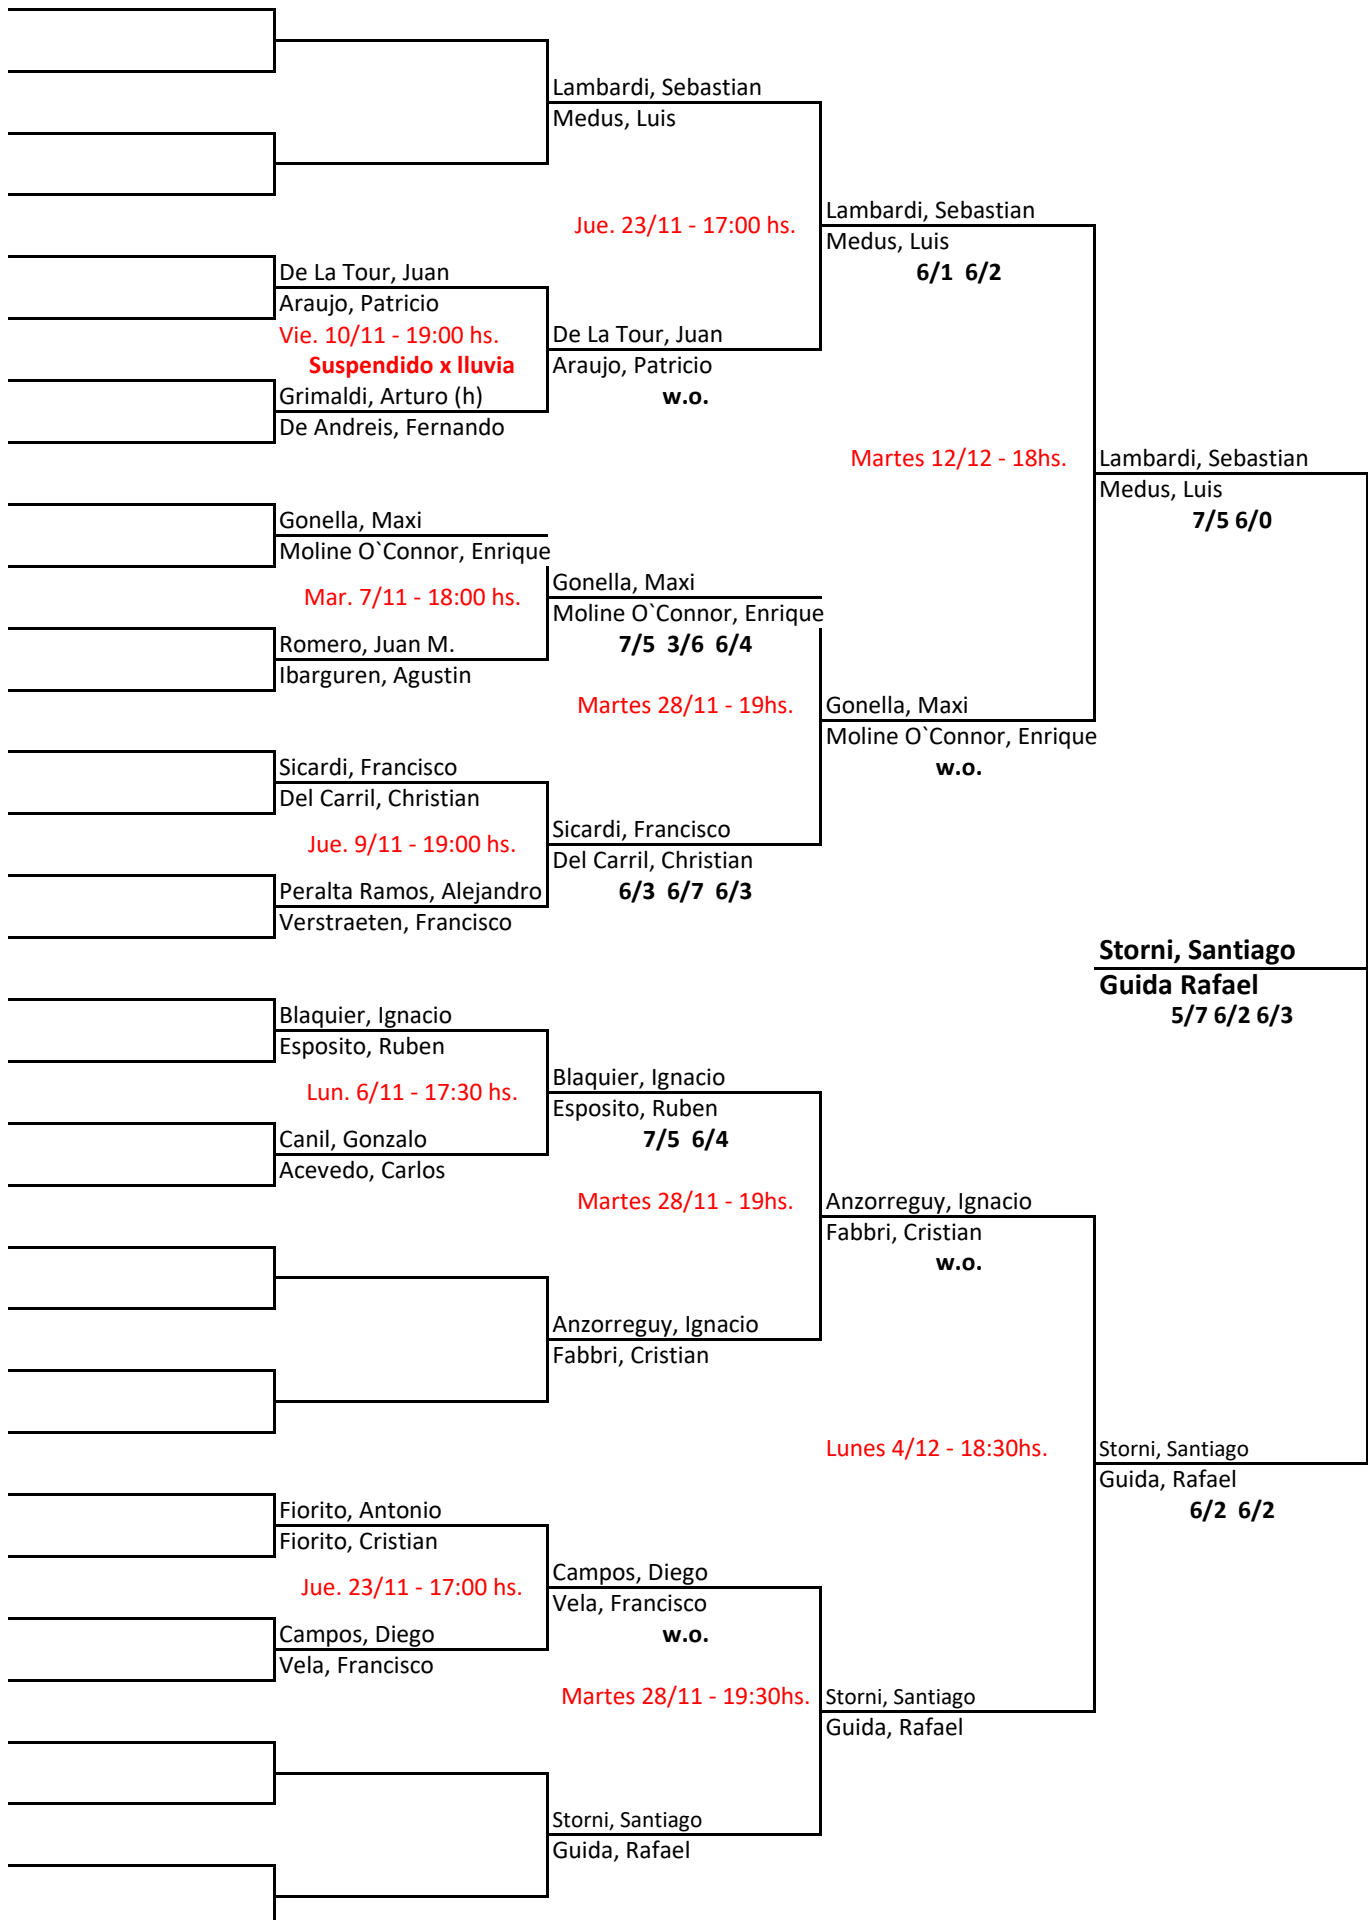 Lambardi, Sebastian
Medus, Luis
Jue. 23/11 - 17:00 hs.
Lambardi, Sebastian
Medus, Luis
6/1  6/2
De La Tour, Juan
Araujo, Patricio
Vie. 10/11 - 19:00 hs.
Suspendido x lluvia
Grimaldi, Arturo (h)
De Andreis, Fernando
De La Tour, Juan
Araujo, Patricio
w.o.
Martes 12/12 - 18hs.
Lambardi, Sebastian
Medus, Luis
7/5 6/0
Gonella, Maxi
Moline O`Connor, Enrique
Mar. 7/11 - 18:00 hs.
Romero, Juan M.
Ibarguren, Agustin
Gonella, Maxi
Moline O`Connor, Enrique
7/5  3/6  6/4
Martes 28/11 - 19hs.
Gonella, Maxi
Moline O`Connor, Enrique
w.o.
Sicardi, Francisco
Del Carril, Christian
Jue. 9/11 - 19:00 hs.
Peralta Ramos, Alejandro
Verstraeten, Francisco
Sicardi, Francisco
Del Carril, Christian
6/3  6/7  6/3
Storni, Santiago
Guida Rafael
5/7 6/2 6/3
Blaquier, Ignacio
Esposito, Ruben
Lun. 6/11 - 17:30 hs.
Canil, Gonzalo
Acevedo, Carlos
Blaquier, Ignacio
Esposito, Ruben
7/5  6/4
Martes 28/11 - 19hs.
Anzorreguy, Ignacio
Fabbri, Cristian
w.o.
Anzorreguy, Ignacio
Fabbri, Cristian
Lunes 4/12 - 18:30hs.
Storni, Santiago
Guida, Rafael
6/2  6/2
Fiorito, Antonio
Fiorito, Cristian
Jue. 23/11 - 17:00 hs.
Campos, Diego
Vela, Francisco
Campos, Diego
Vela, Francisco
w.o.
Martes 28/11 - 19:30hs.
Storni, Santiago
Guida, Rafael
Storni, Santiago
Guida, Rafael